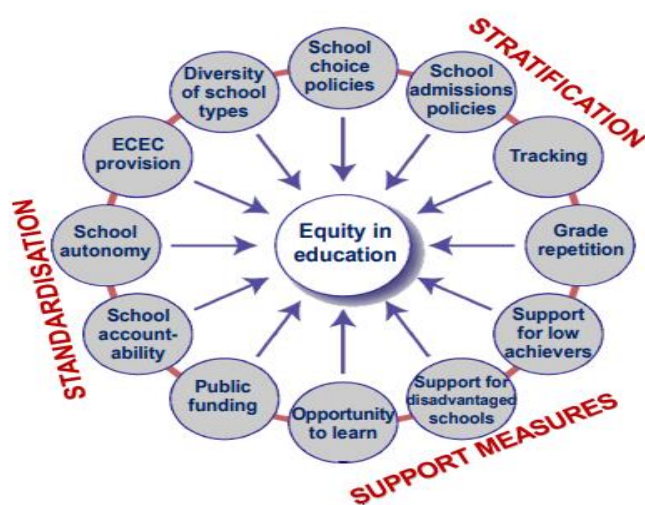 School
choice
policies
Diversity
of school
types
School
admissions
policies
STRATIFICATION
ECEC
provision
Tracking
School
autonomy
Equity in
education
Grade
repetition
STANDARDISATION
School
account-
ability
Support
for low
achievers
Public
funding
Opportunity
to learn
Support for
disadvantaged
schools
SUPPORT MEASURES